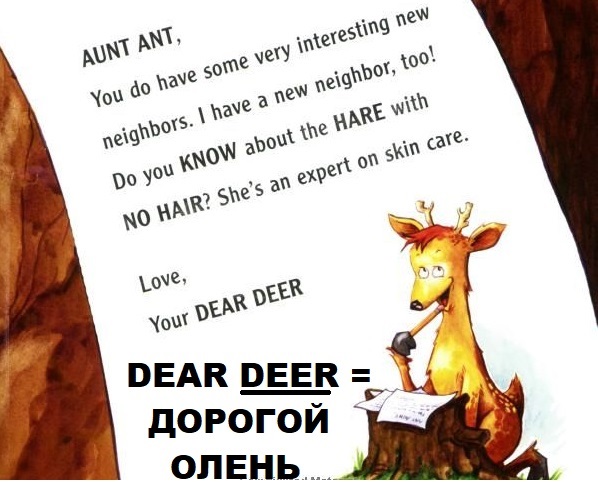 AUNT ANT,
You do have some very interesting new
neighbors. I have a new neighbor, too!
Do you KNOW about the HARE with
NO HAIR? She's an expert on skin care.
Love,
Your DEAR DEER
DEAR DEER =
ДОРОГОЙ
ОЛЕНЬ